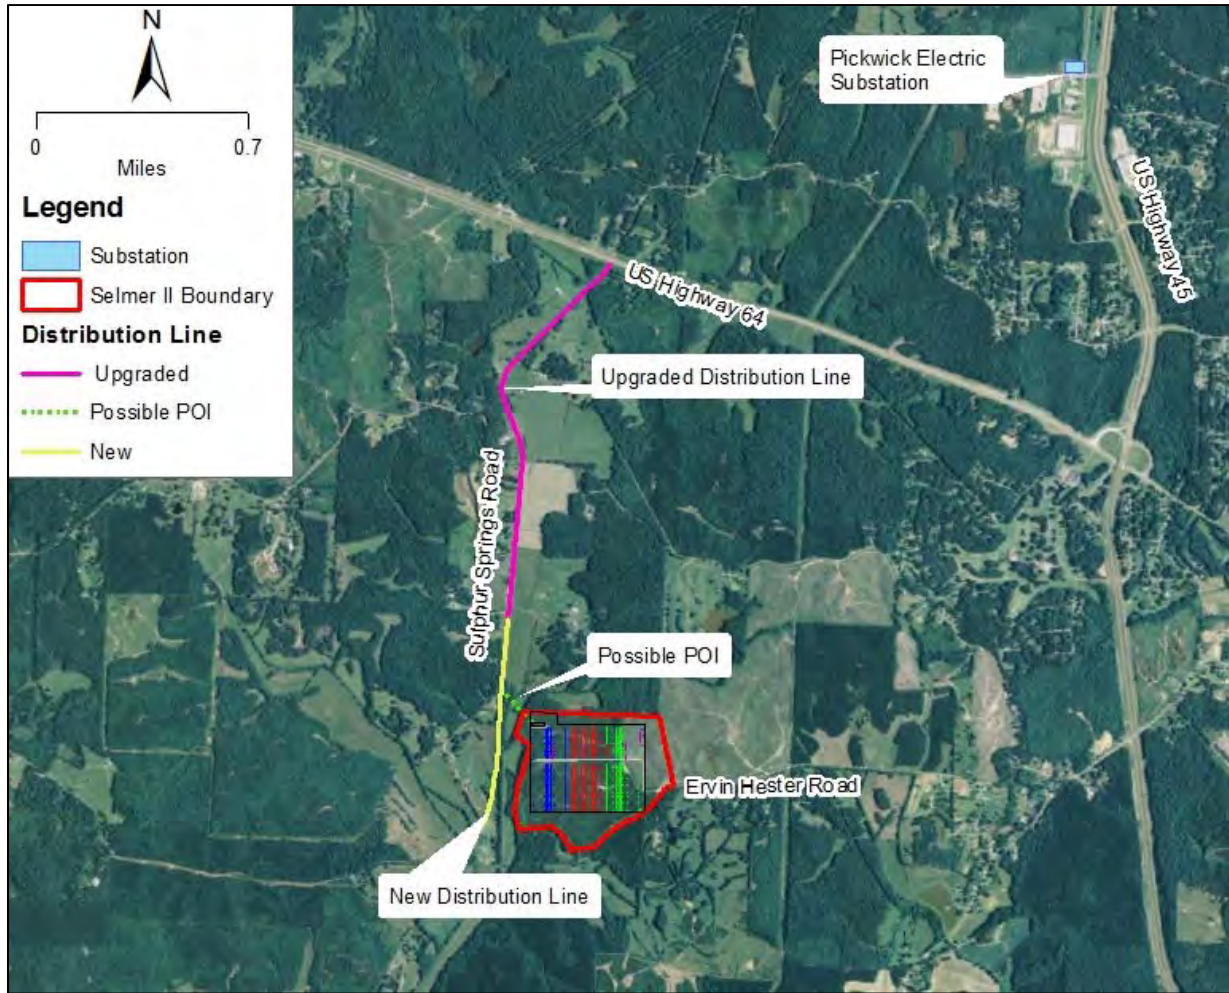 N
0 0.7
Miles
Legend
Substation
Selmer II Boundary
Distribution Line
Upgraded
Possible POI
New
Pickwick Electric
Substation
US Highway 45
US Highway 64
Upgraded Distribution Line
Sulphur Springs Road
Possible POI
Ervin Hester Road
New Distribution Line